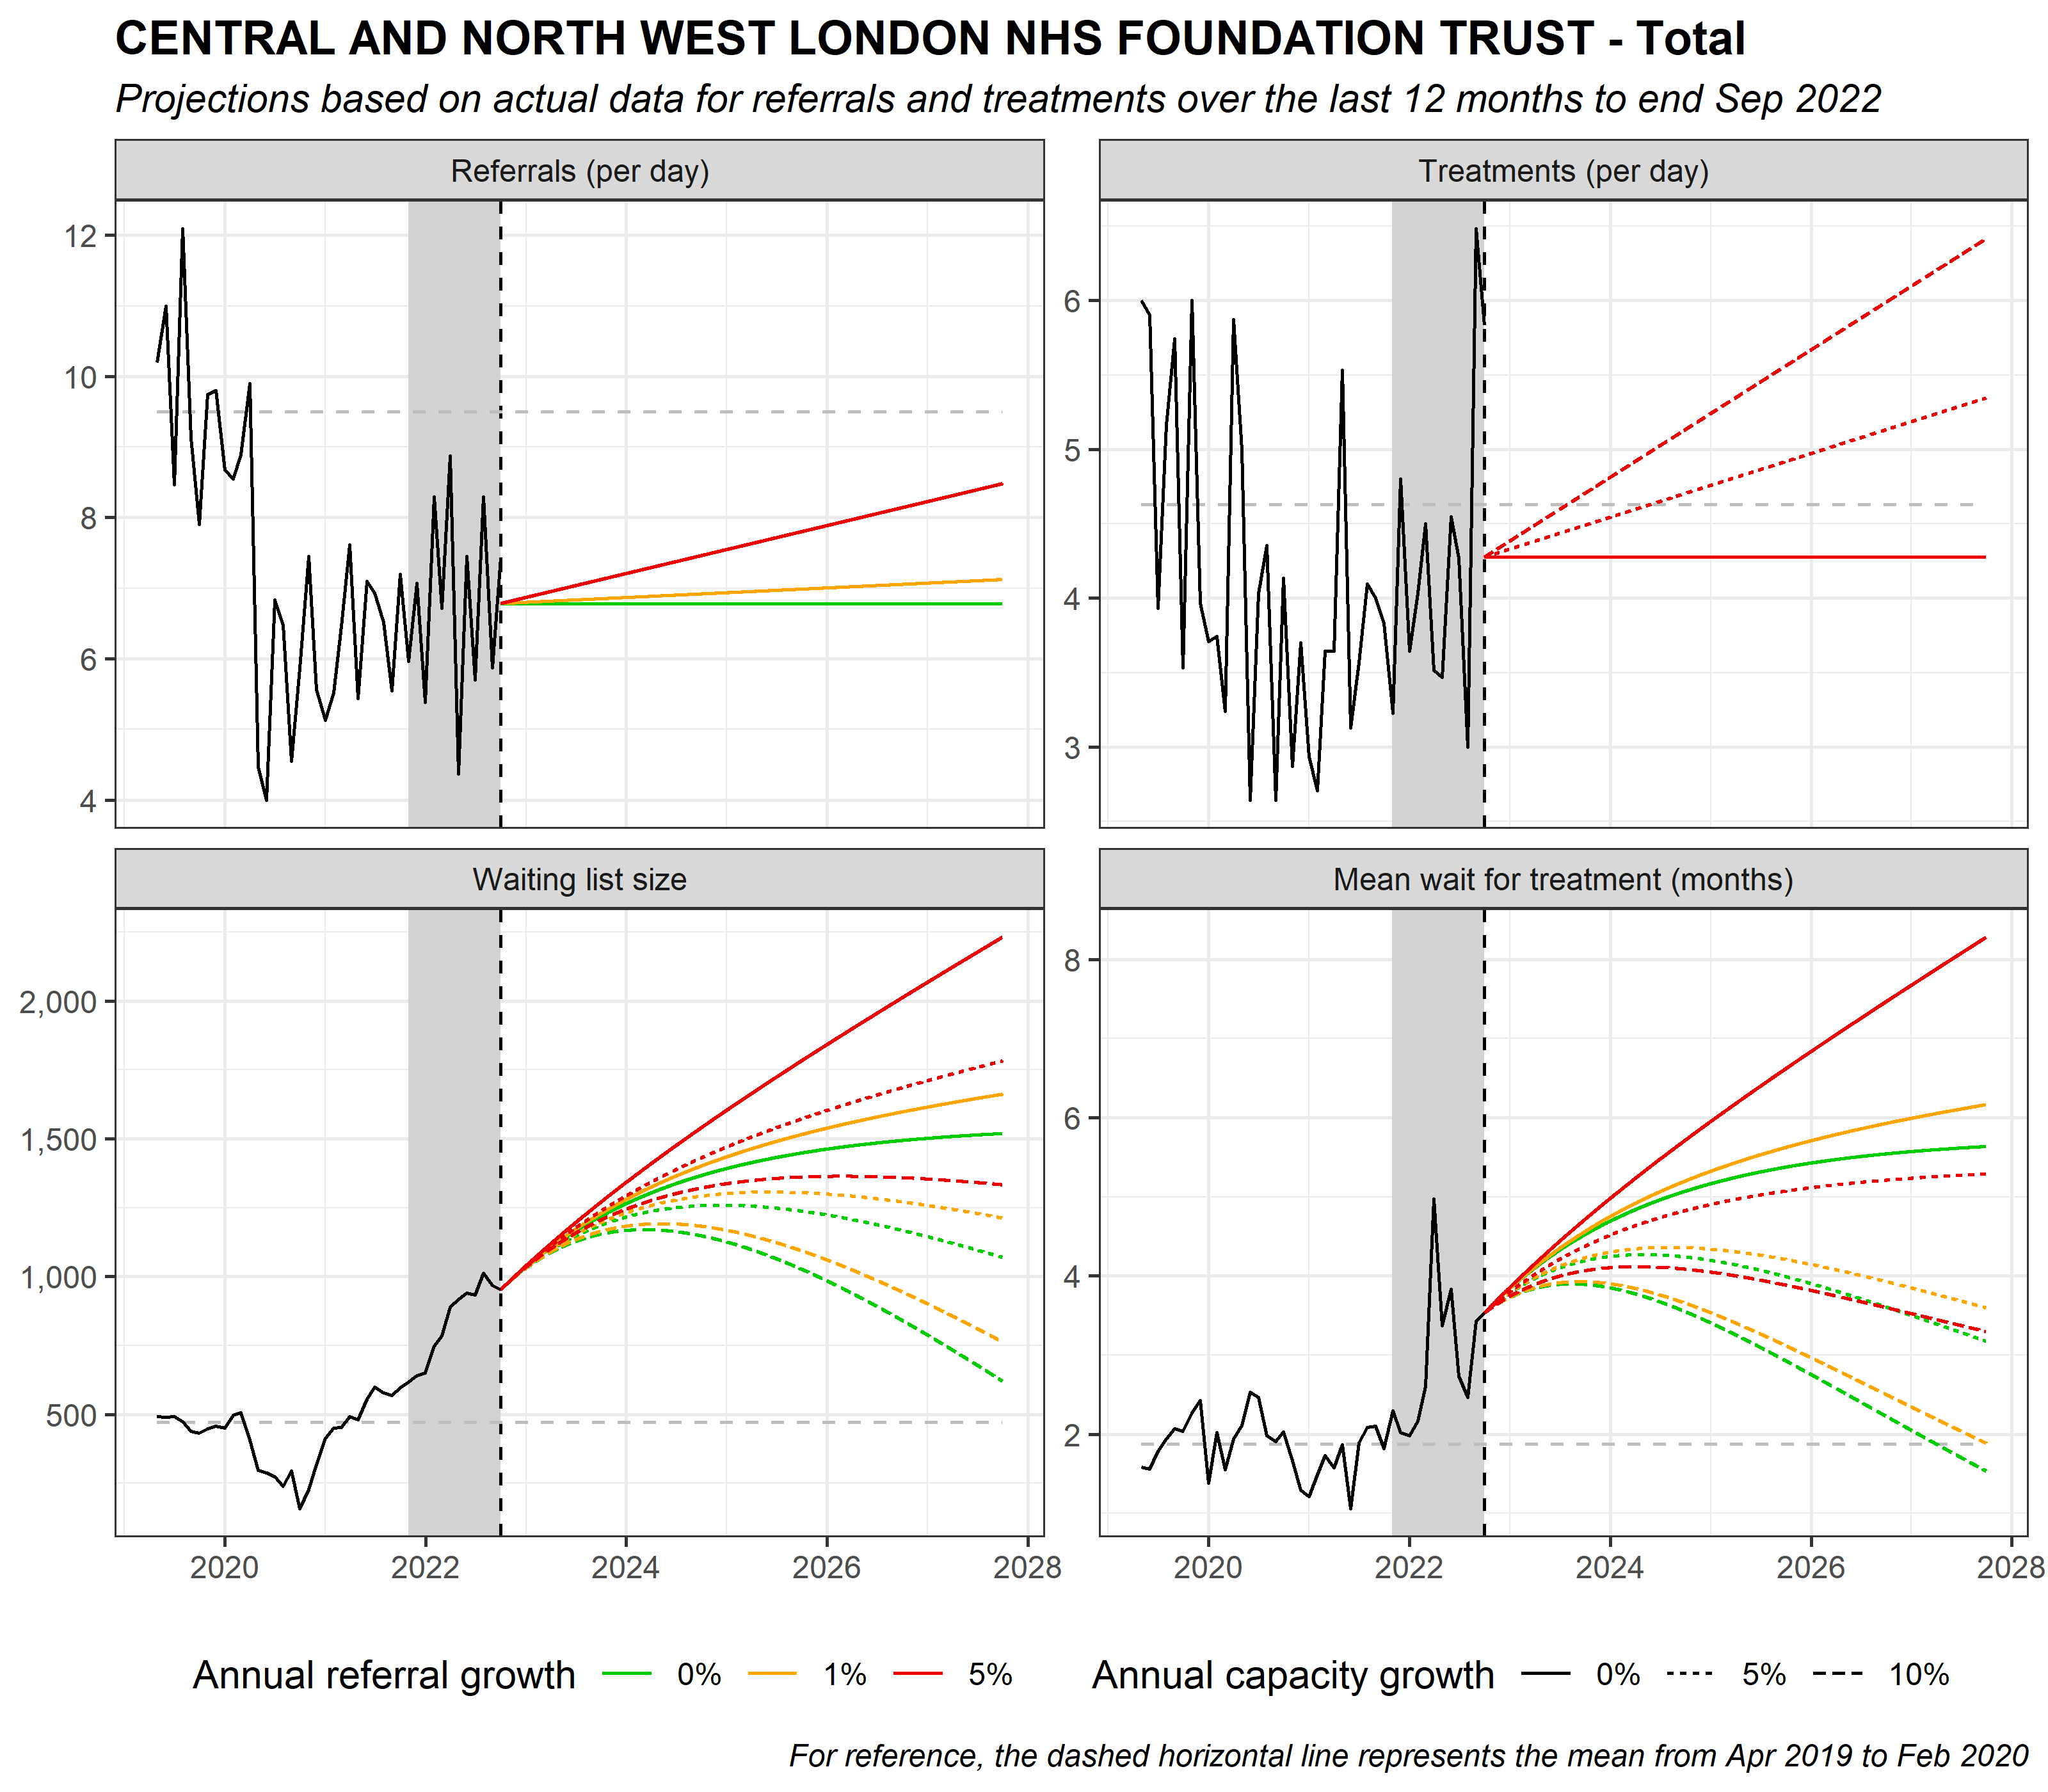 CENTRAL AND NORTH WEST LONDON NHS FOUNDATION TRUST - Total
Projections based on actual data for referrals and treatments over the last 12 months to end Sep 2022
Referrals (per day)
12
10
8
6
4
Treatments (per day)
6
5
4
3
Waiting list size
2,000
1,500
1,000
500
2020 2022 2024 2026 2028
Mean wait for treatment (months)
8
6
4
2
2020 2022 2024 2026 2028
Annual referral growth 0% 1% 5%
Annual capacity growth 0% 5% 10%
For reference, the dashed horizontal line represents the mean from Apr 2019 to Feb 2020